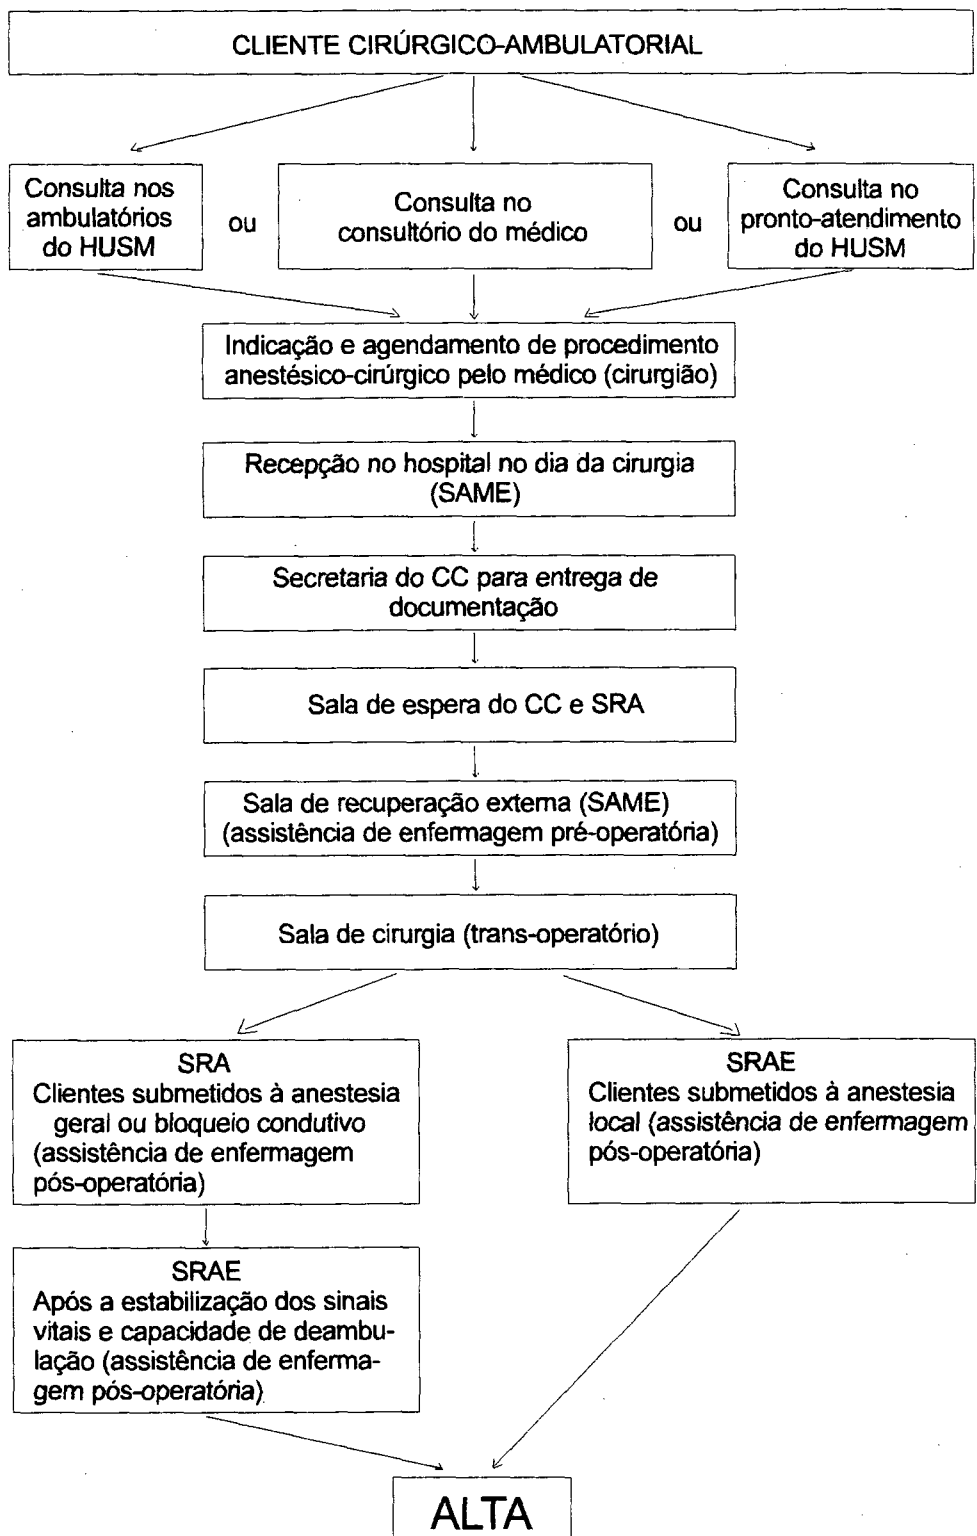 CLIENTE CIRÚRGICO-AMBULATORIAL
Consulta nos
ambulatórios
do HUSM
ou
Consulta no
consultório do médico
ou
Consulta no
pronto-atendimento
do HUSM
Indicação e agendamento de procedimento
anestésico-cirúrgico pelo médico (cirurgião)
Recepção no hospital no dia da cirurgia
(SAME)
Secretaria do CC para entrega de
documentação
Sala de espera do CC e SRA
Sala de recuperação externa (SAME)
(assistência de enfermagem pré-operatória)
Sala de cirurgia (trans-operatório)
SRA
Clientes submetidos à anestesia
geral ou bloqueio condutivo
(assistência de enfermagem
pós-operatória)
SRAE
Clientes submetidos à anestesia
local (assistência de enfermagem
pós-operatória)
SRAE
Após a estabilização dos sinais
vitais e capacidade de deambu-
lação (assistência de enferma-
gem pós-operatória)
ALTA